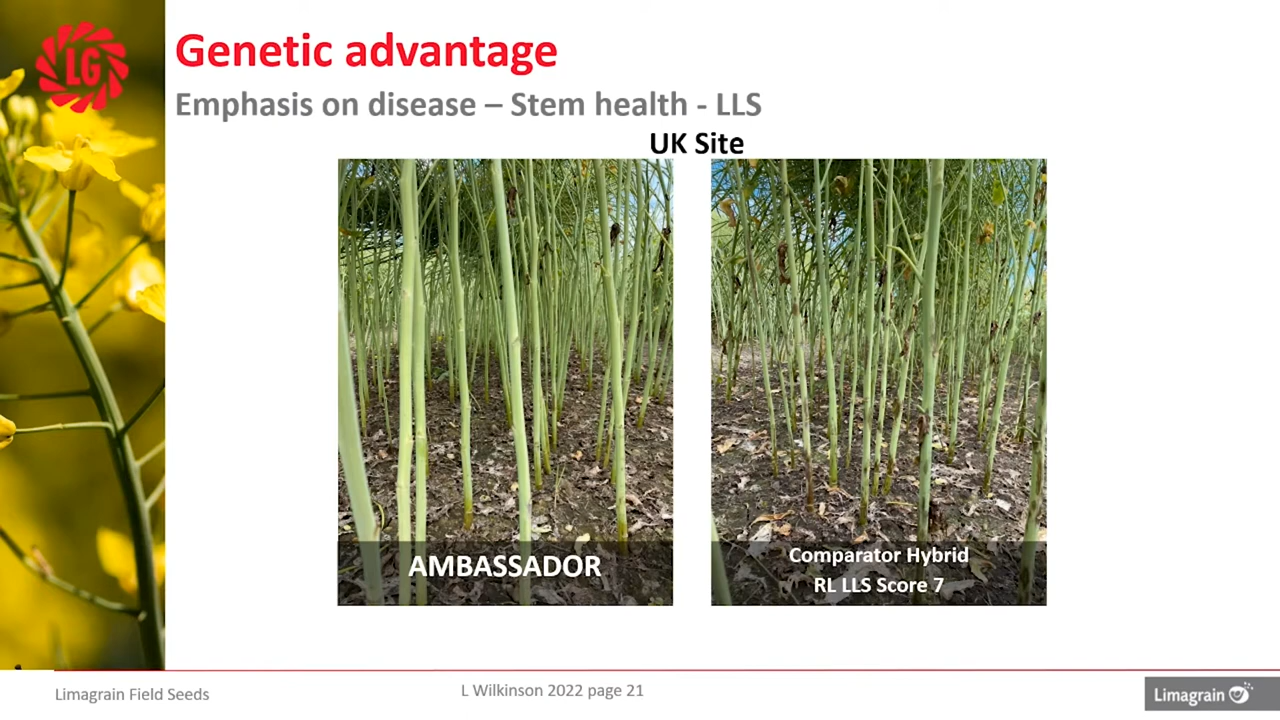 LG
Genetic advantage
Emphasis on disease – Stem health - LLS
UK Site
AMBASSADOR
Comparator Hybrid
RL LLS Score 7
Limagrain Field Seeds
L Wilkinson 2022 page 21
Limagrain